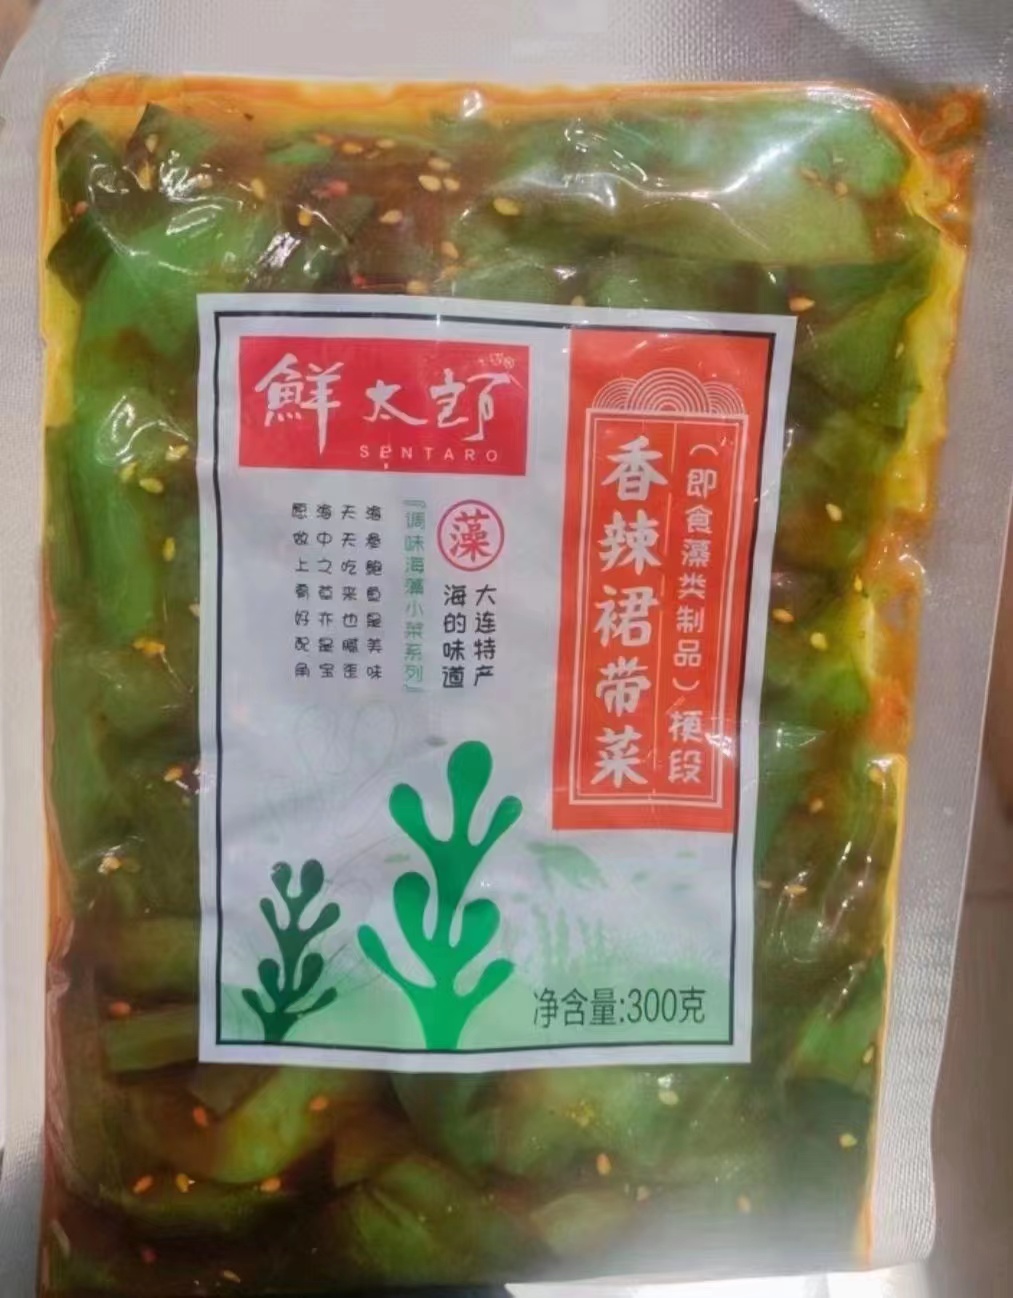 鮮太郎
SENTARO
香辣裙带菜
（即食藻类制品）梗段
藻
大连特产
海的味道
『调味海藻小菜系列』
海参鲍鱼是美味
天天吃来也腻歪
海中之草亦是宝
愿做上肴好配角
净含量:300克